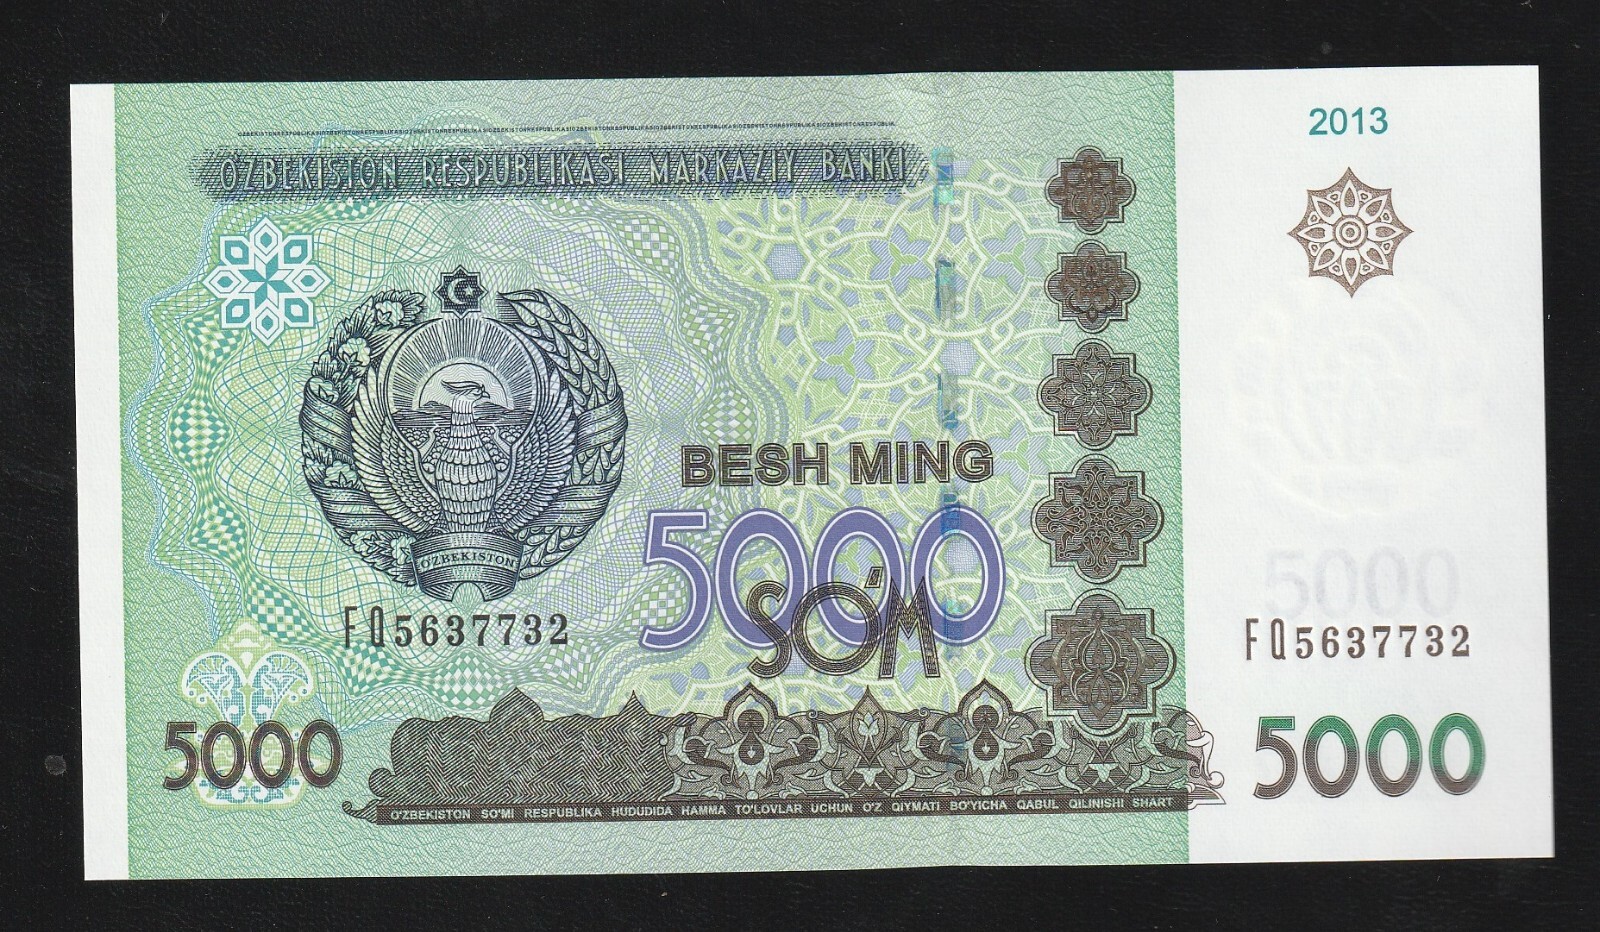 OZBEKISTONRESPUBLIKASIOZBEKISTONRESPUBLIKASIOZBEKISTONRESPUBLIKASIOZBEKISTONRESPUBLIKASIOZBEKISTONRESPUBLIK
O'ZBEKISTON RESPUBLIKASI MARKAZIY BANKI
2013
BESH MING
5000
SO'M
O'ZBEKISTON
5000
FQ5637732
FQ5637732
5000
5000
O'ZBEKISTON SO'MI RESPUBLIKA HUDUDIDA HAMMA TO'LOVLAR UCHUN O'Z QIYMATI BO'YICHA QABUL QILINISHI SHART